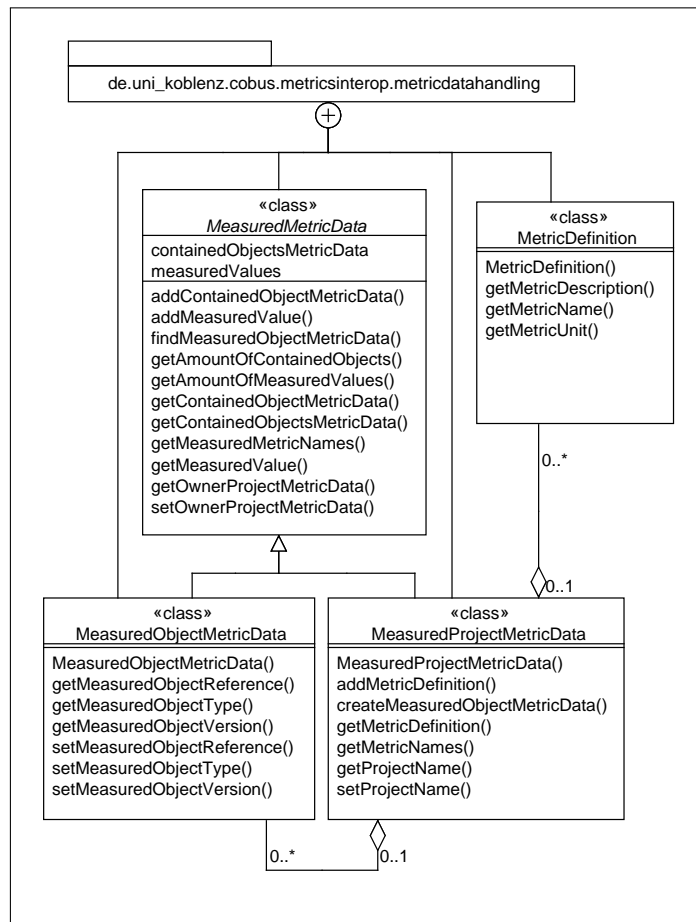 de.uni_koblenz.cobus.metricsinterop.metricdatahandling
«class»
MeasuredMetricData
containedObjectsMetricData
measuredValues
addContainedObjectMetricData()
addMeasuredValue()
findMeasuredObjectMetricData()
getAmountOfContainedObjects()
getAmountOfMeasuredValues()
getContainedObjectMetricData()
getContainedObjectsMetricData()
getMeasuredMetricNames()
getMeasuredValue()
getOwnerProjectMetricData()
setOwnerProjectMetricData()
«class»
MetricDefinition
MetricDefinition()
getMetricDescription()
getMetricName()
getMetricUnit()
0..*
0..1
«class»
MeasuredObjectMetricData
MeasuredObjectMetricData()
getMeasuredObjectReference()
getMeasuredObjectType()
getMeasuredObjectVersion()
setMeasuredObjectReference()
setMeasuredObjectType()
setMeasuredObjectVersion()
«class»
MeasuredProjectMetricData
MeasuredProjectMetricData()
addMetricDefinition()
createMeasuredObjectMetricData()
getMetricDefinition()
getMetricNames()
getProjectName()
setProjectName()
0..*
0..1